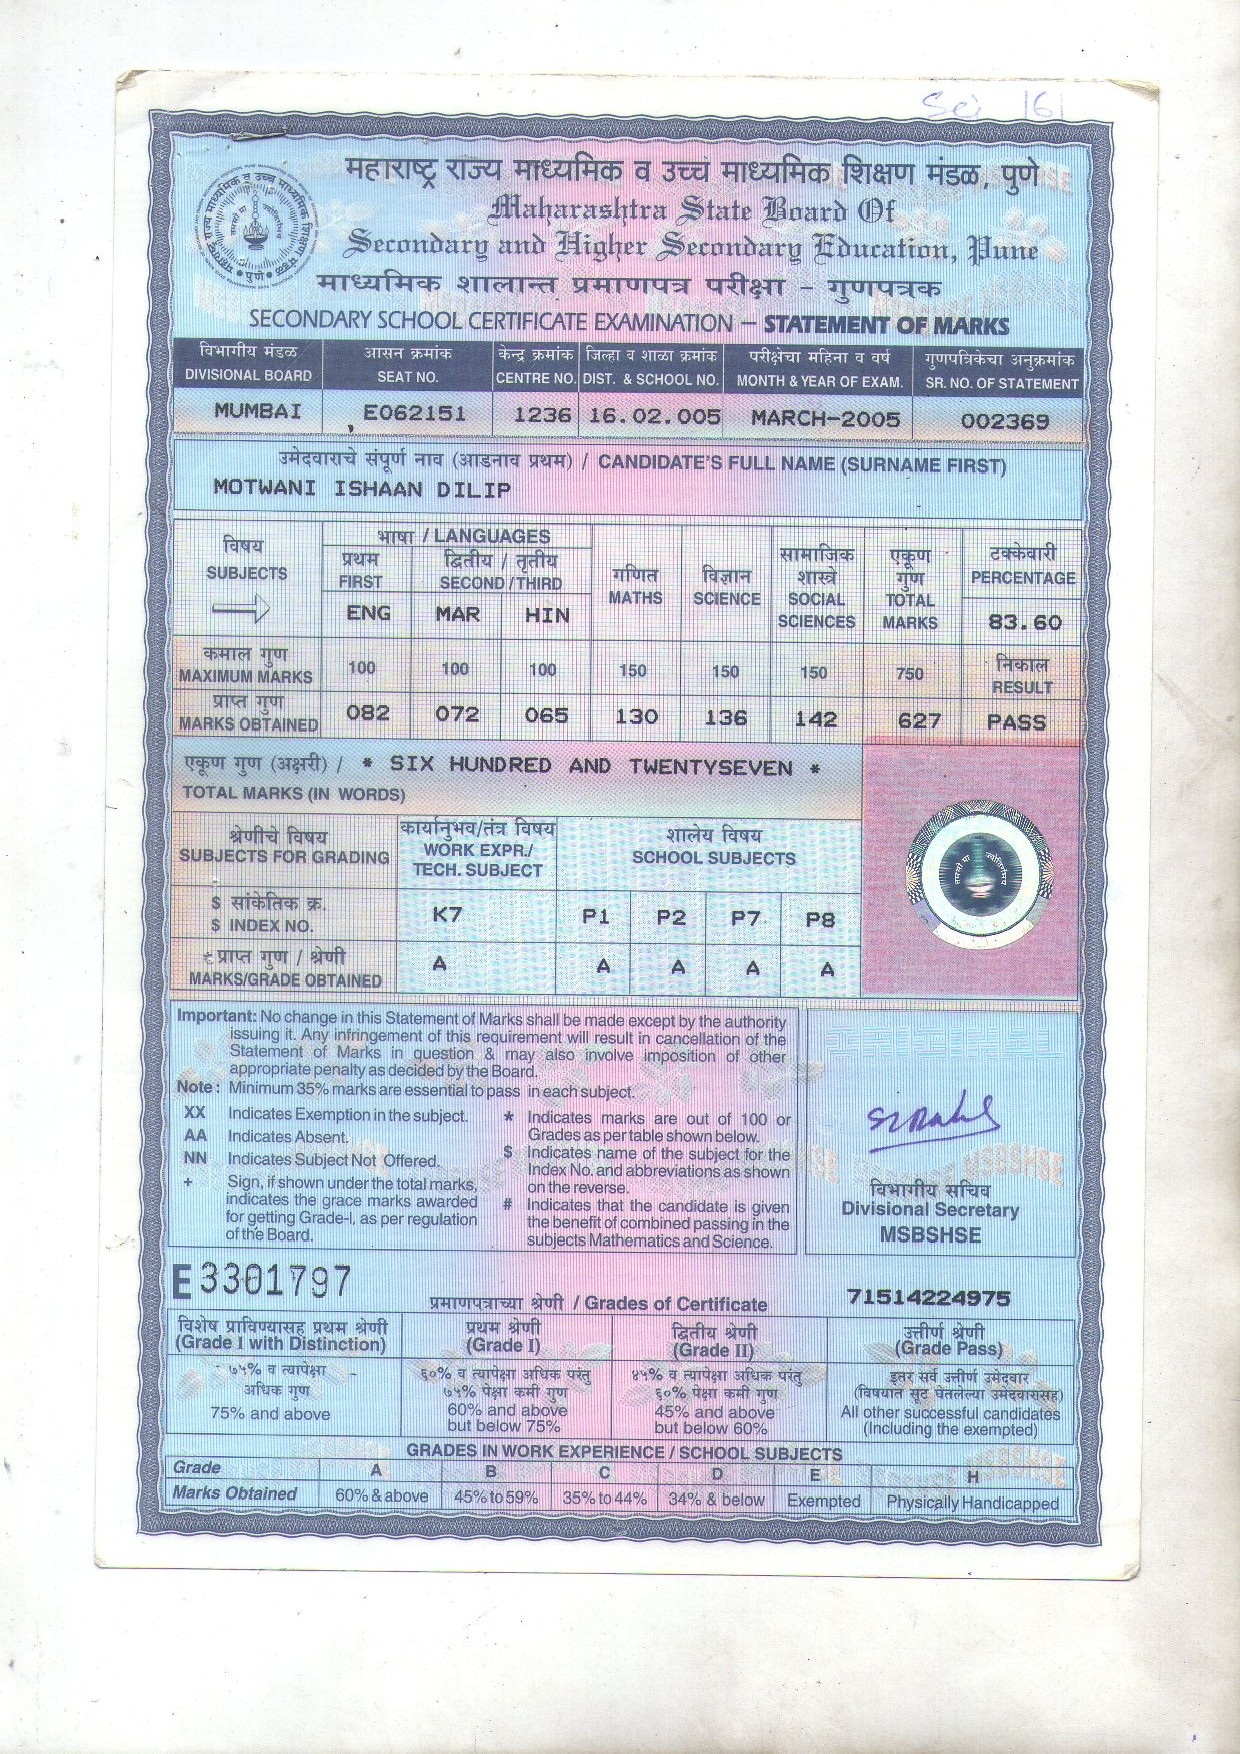 Sci 161
महाराष्ट्र राज्य माध्यमिक व उच्च माध्यमिक शिक्षण मंडळ, पुणे
Maharashtra State Board Of
Secondary and Higher Secondary Education, Pune
माध्यमिक शालान्त प्रमाणपत्र परीक्षा - गुणपत्रक
SECONDARY SCHOOL CERTIFICATE EXAMINATION – STATEMENT OF MARKS
विभागीय मंडळ आसन क्रमांक केन्द्र क्रमांक जिल्हा व शाळा क्रमांक परीक्षेचा महिना व वर्ष गुणपत्रिकेचा अनुक्रमांक
DIVISIONAL BOARD SEAT NO. CENTRE NO. DIST. & SCHOOL NO. MONTH & YEAR OF EXAM. SR. NO. OF STATEMENT
MUMBAI E062151 1236 16.02.005 MARCH-2005 002369
उमेदवाराचे संपूर्ण नाव (आडनाव प्रथम) / CANDIDATE'S FULL NAME (SURNAME FIRST)
MOTWANI ISHAAN DILIP
विषय
SUBJECTS
भाषा / LANGUAGES
प्रथम द्वितीय / तृतीय
FIRST SECOND / THIRD
ENG MAR HIN
गणित
MATHS
विज्ञान
SCIENCE
सामाजिक
शास्त्रे
SOCIAL
SCIENCES
एकूण
गुण
TOTAL
MARKS
टक्केवारी
PERCENTAGE
83.60
कमाल गुण
MAXIMUM MARKS 100 100 100 150 150 150 750
निकाल
RESULT
प्राप्त गुण
MARKS OBTAINED 082 072 065 130 136 142 627 PASS
एकूण गुण (अक्षरी) / * SIX HUNDRED AND TWENTYSEVEN *
TOTAL MARKS (IN WORDS)
श्रेणीचे विषय
SUBJECTS FOR GRADING
कार्यानुभव/तंत्र विषय
WORK EXPR./
TECH. SUBJECT
शालेय विषय
SCHOOL SUBJECTS
$ सांकेतिक क्र.
$ INDEX NO. K7 P1 P2 P7 P8
प्राप्त गुण / श्रेणी
MARKS/GRADE OBTAINED A A A A A
Important: No change in this Statement of Marks shall be made except by the authority
issuing it. Any infringement of this requirement will result in cancellation of the
Statement of Marks in question & may also involve imposition of other
appropriate penalty as decided by the Board.
Note : Minimum 35% marks are essential to pass in each subject.
XX Indicates Exemption in the subject.
AA Indicates Absent.
NN Indicates Subject Not Offered.
+ Sign, if shown under the total marks,
indicates the grace marks awarded
for getting Grade-I, as per regulation
of the Board.
* Indicates marks are out of 100 or
Grades as per table shown below.
$ Indicates name of the subject for the
Index No. and abbreviations as shown
on the reverse.
# Indicates that the candidate is given
the benefit of combined passing in the
subjects Mathematics and Science.
विभागीय सचिव
Divisional Secretary
MSBSHSE
E 3301797
प्रमाणपत्राच्या श्रेणी / Grades of Certificate
71514224975
विशेष प्राविण्यासह प्रथम श्रेणी
(Grade I with Distinction)
प्रथम श्रेणी
(Grade I)
द्वितीय श्रेणी
(Grade II)
उत्तीर्ण श्रेणी
(Grade Pass)
७५% व त्यापेक्षा
अधिक गुण
75% and above
६०% व त्यापेक्षा अधिक परंतु
७५% पेक्षा कमी गुण
60% and above
but below 75%
४५% व त्यापेक्षा अधिक परंतु
६०% पेक्षा कमी गुण
45% and above
but below 60%
इतर सर्व उत्तीर्ण उमेदवार
(विषयात सूट घेतलेल्या उमेदवारासह)
All other successful candidates
(Including the exempted)
GRADES IN WORK EXPERIENCE / SCHOOL SUBJECTS
Grade A B C D E H
Marks Obtained 60% & above 45% to 59% 35% to 44% 34% & below Exempted Physically Handicapped